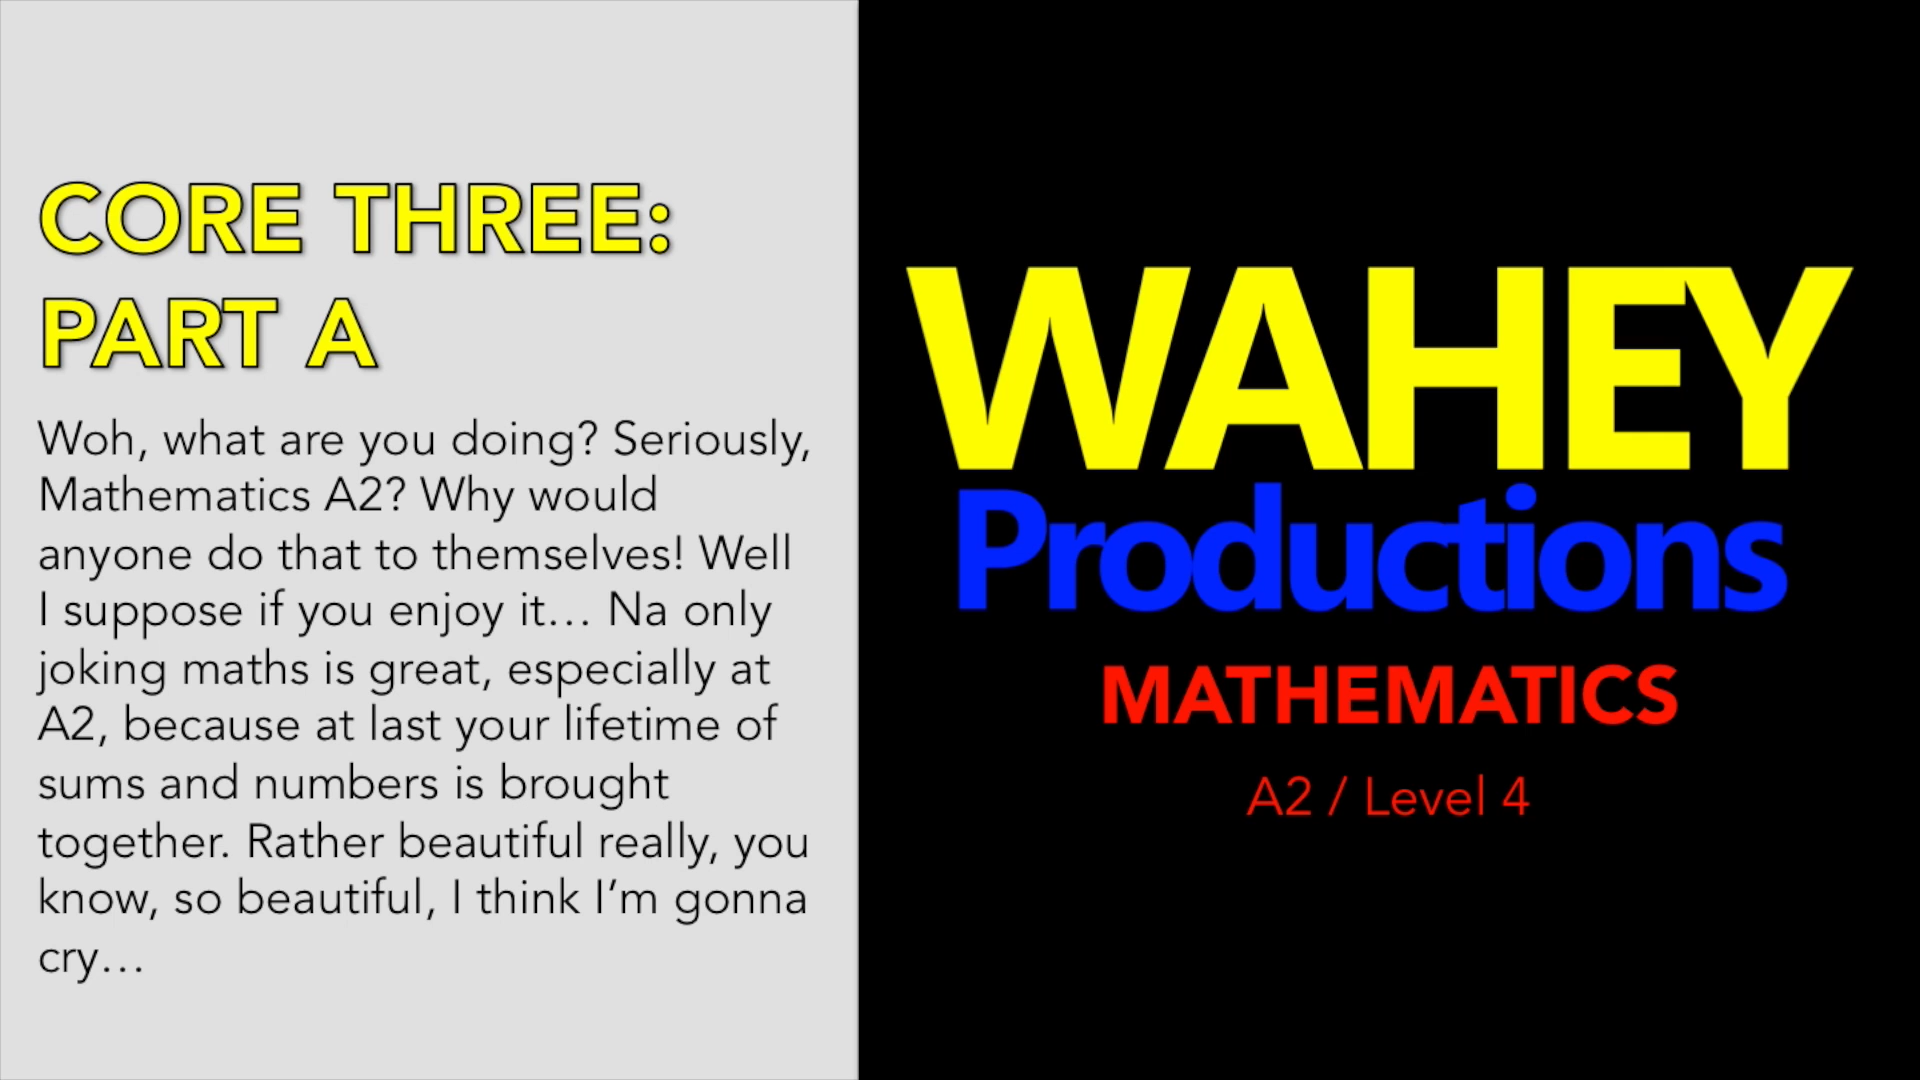 CORE THREE:
PART A
Woh, what are you doing? Seriously,
Mathematics A2? Why would
anyone do that to themselves! Well
I suppose if you enjoy it… Na only
joking maths is great, especially at
A2, because at last your lifetime of
sums and numbers is brought
together. Rather beautiful really, you
know, so beautiful, I think I’m gonna
cry…
WAHEY
Productions
MATHEMATICS
A2 / Level 4